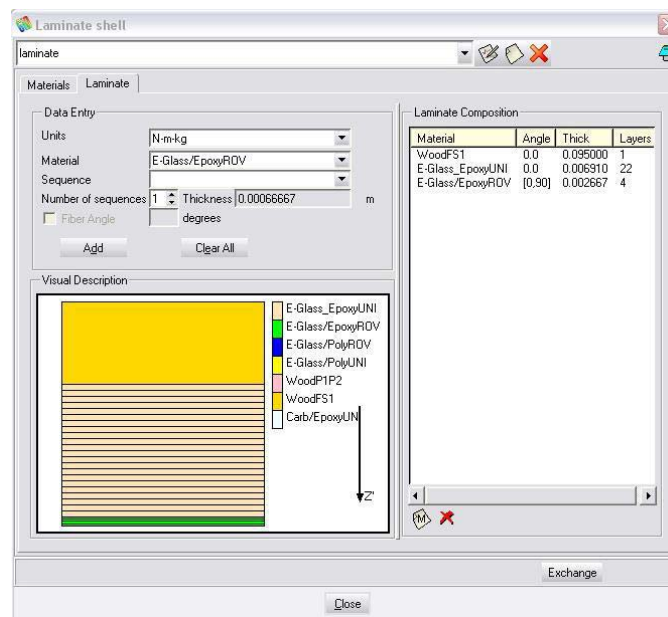 Laminate shell
laminate
Materials Laminate
Data Entry
Units N-m-kg
Material E-Glass/EpoxyROV
Sequence
Number of sequences 1 Thickness 0.00066667 m
Fiber Angle degrees
Add Clear All
Visual Description
E-Glass_EpoxyUNI
E-Glass/EpoxyROV
E-Glass/PolyROV
E-Glass/PolyUNI
WoodP1P2
WoodFS1
Carb/EpoxyUN
Z'
Laminate Composition
Material Angle Thick Layers
WoodFS1 0.0 0.095000 1
E-Glass_EpoxyUNI 0.0 0.006910 22
E-Glass/EpoxyROV [0,90] 0.002667 4
M
Exchange
Close